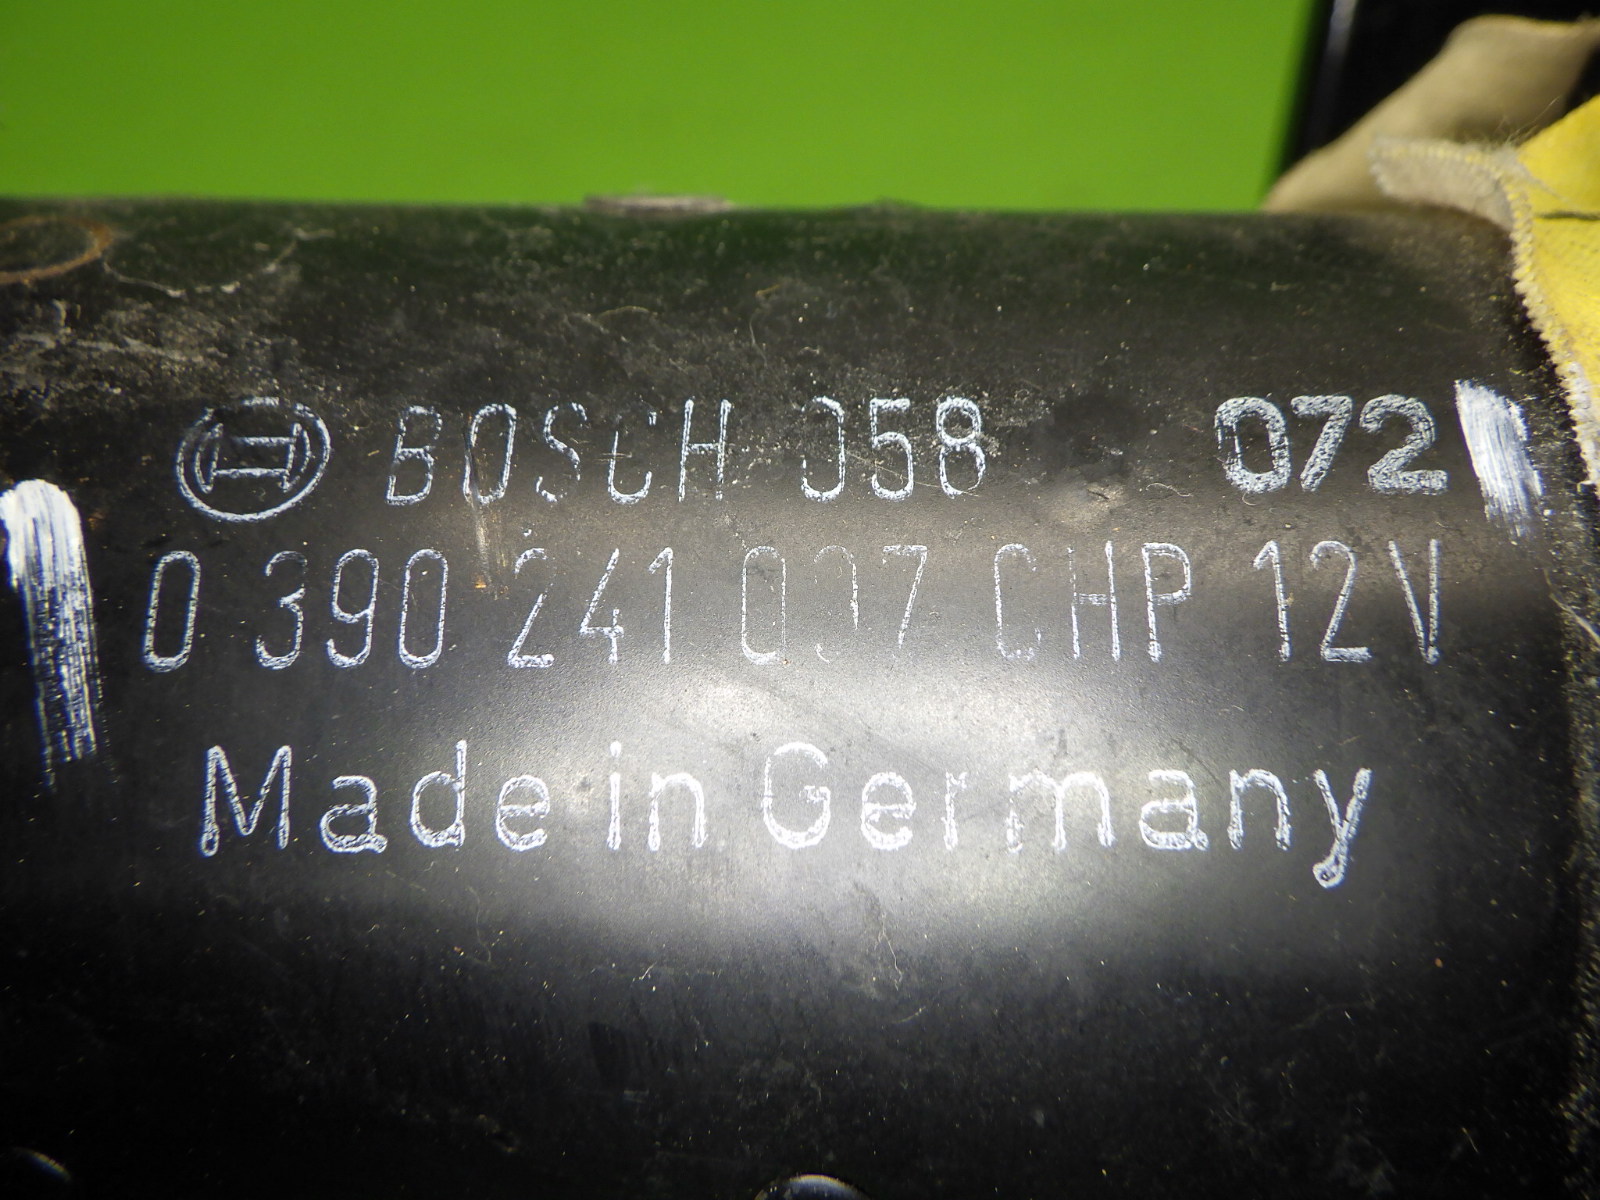 BOSCH 058 072
0 390 241 007 CHP 12V
Made in Germany